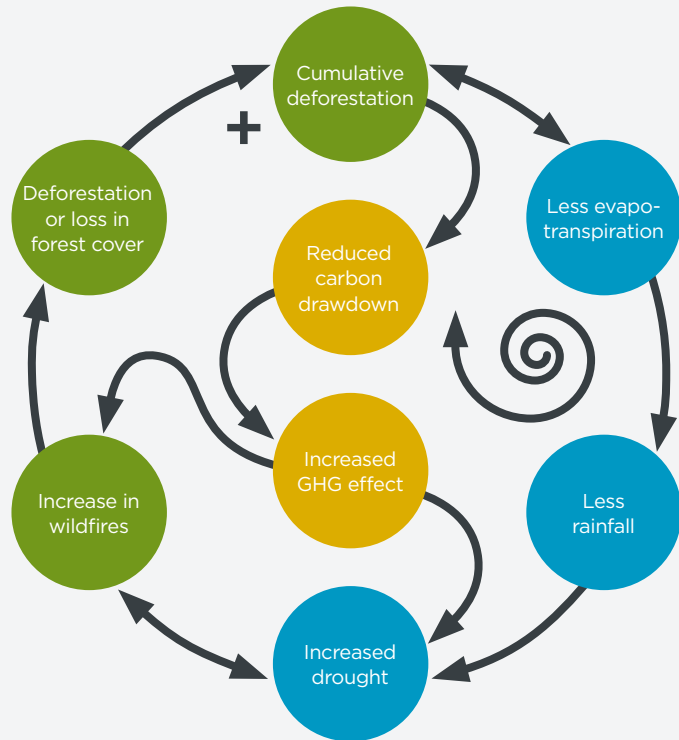 Cumulative
deforestation
+
Deforestation
or loss in
forest cover
Less evapo-
transpiration
Reduced
carbon
drawdown
Increased
GHG effect
Increase in
wildfires
Less
rainfall
Increased
drought